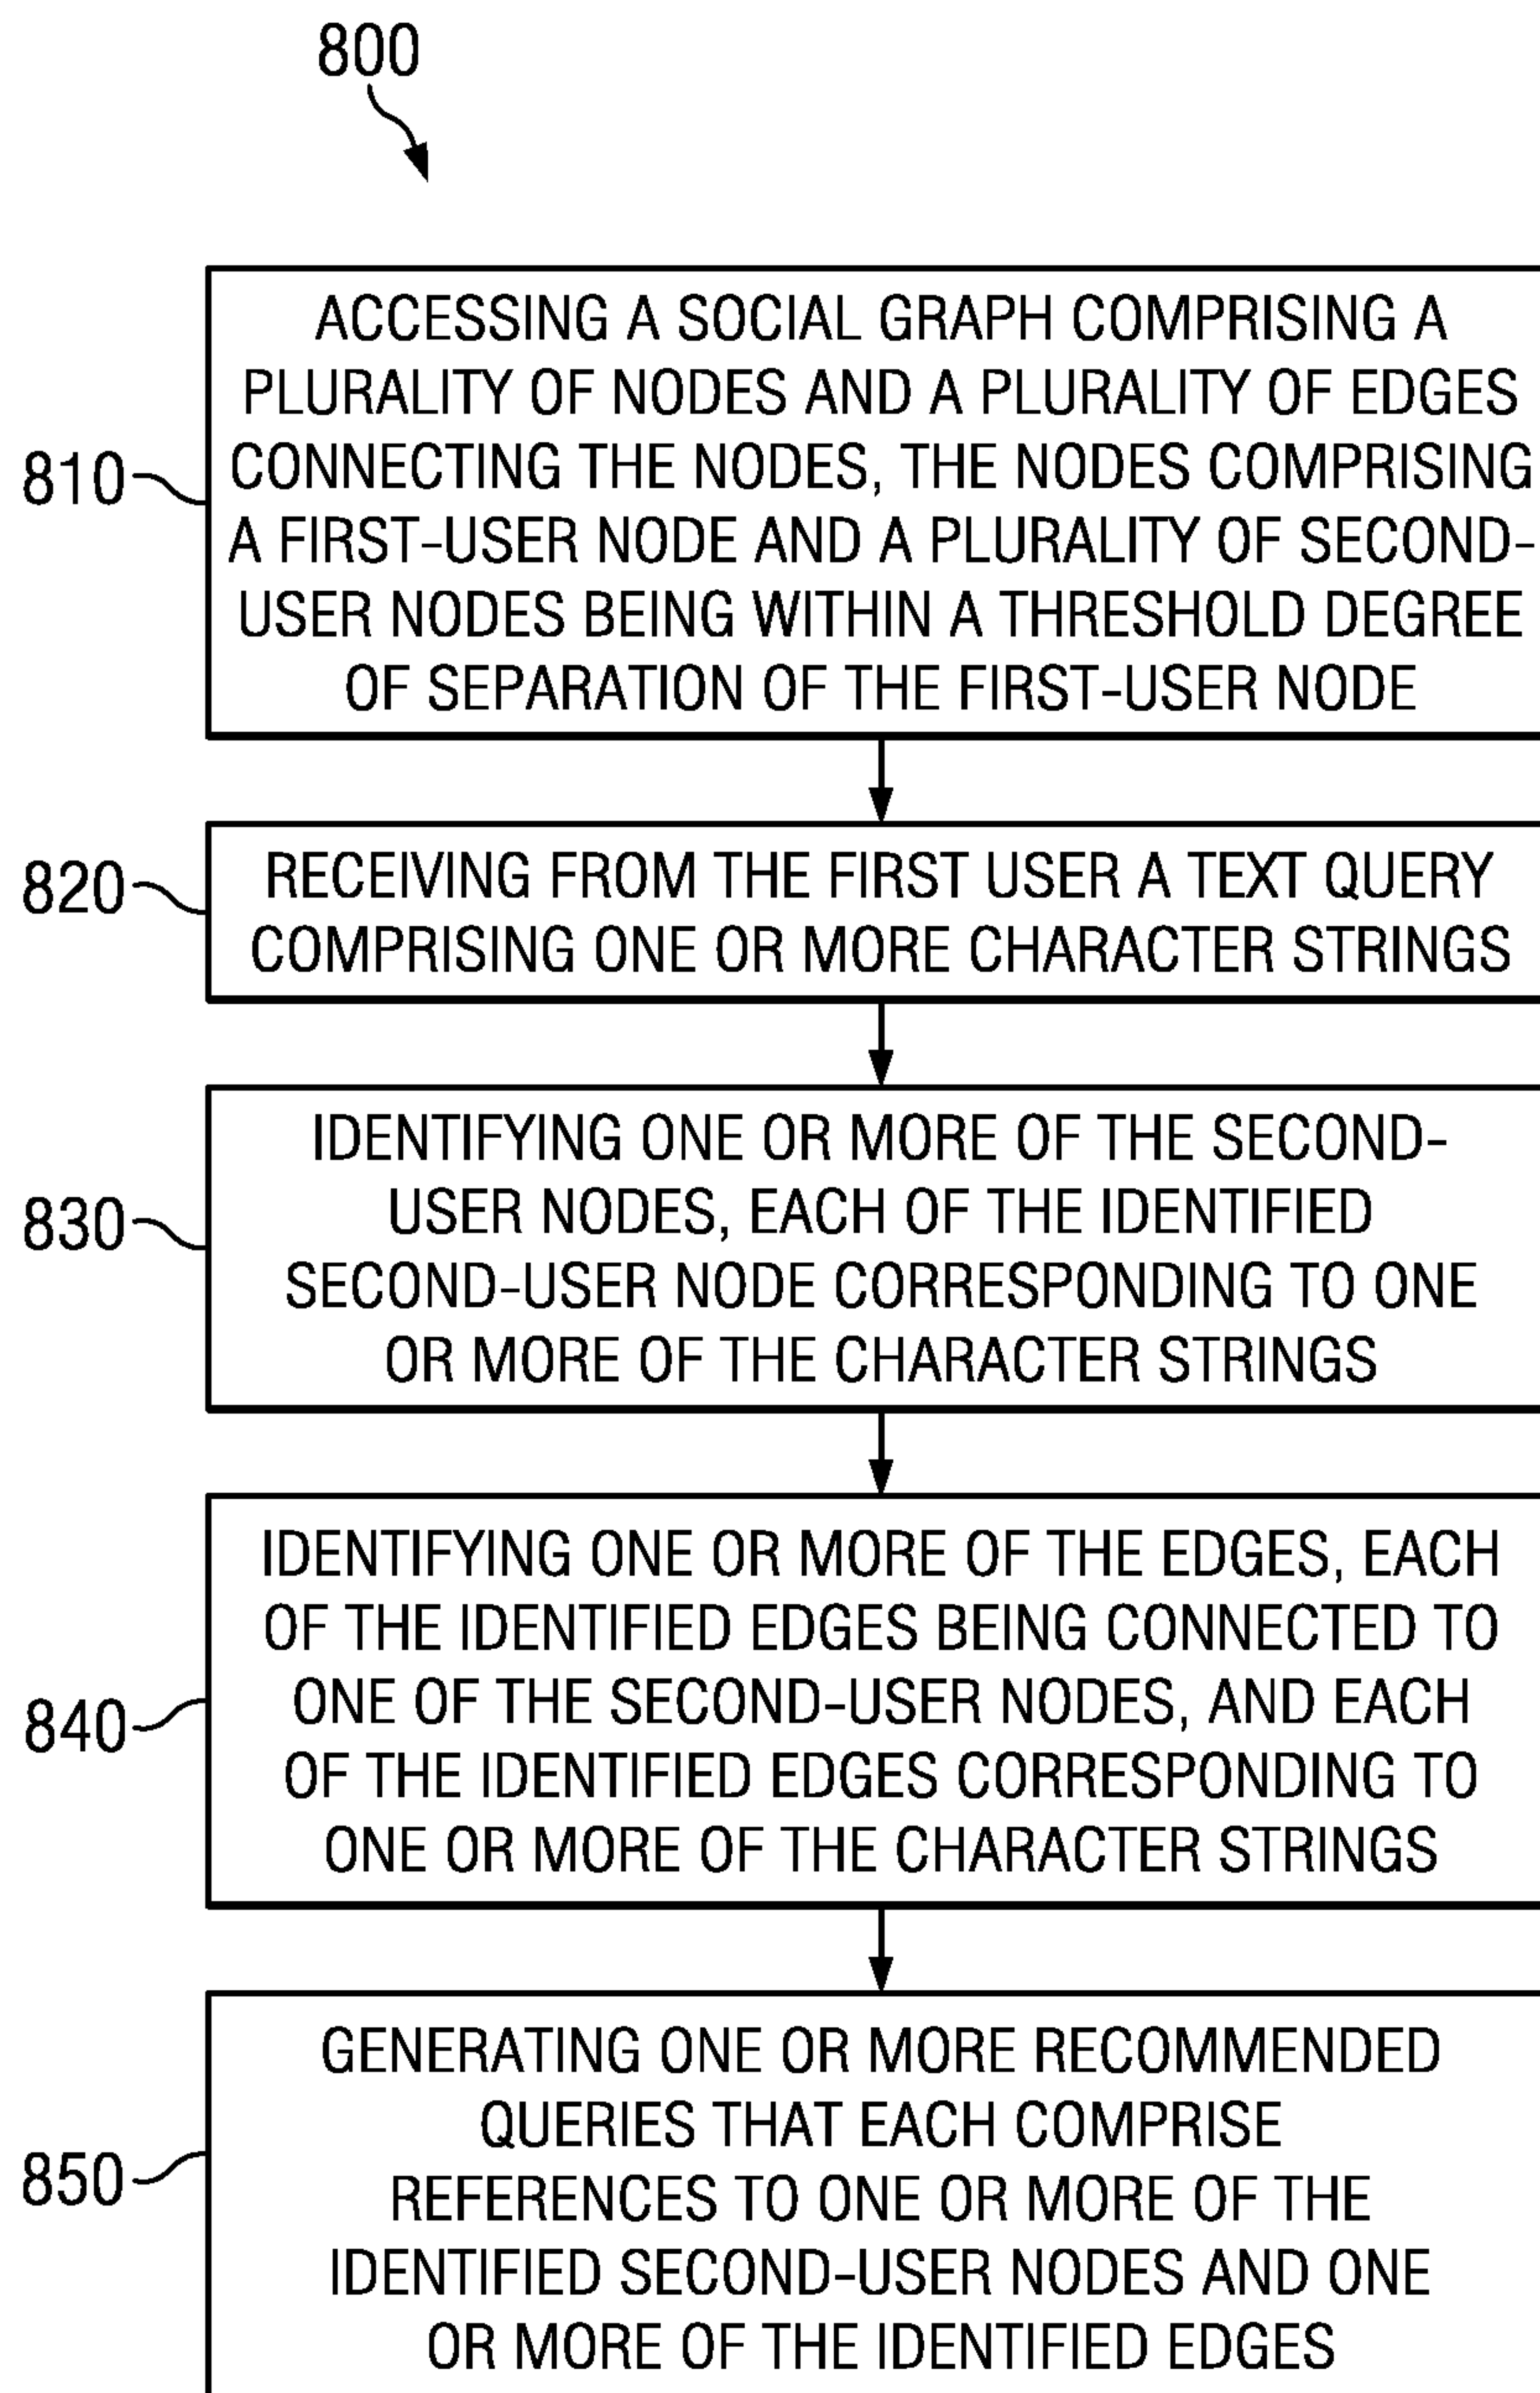 800
810
ACCESSING A SOCIAL GRAPH COMPRISING A
PLURALITY OF NODES AND A PLURALITY OF EDGES
CONNECTING THE NODES, THE NODES COMPRISING
A FIRST-USER NODE AND A PLURALITY OF SECOND-
USER NODES BEING WITHIN A THRESHOLD DEGREE
OF SEPARATION OF THE FIRST-USER NODE
820
RECEIVING FROM THE FIRST USER A TEXT QUERY
COMPRISING ONE OR MORE CHARACTER STRINGS
830
IDENTIFYING ONE OR MORE OF THE SECOND-
USER NODES, EACH OF THE IDENTIFIED
SECOND-USER NODE CORRESPONDING TO ONE
OR MORE OF THE CHARACTER STRINGS
840
IDENTIFYING ONE OR MORE OF THE EDGES, EACH
OF THE IDENTIFIED EDGES BEING CONNECTED TO
ONE OF THE SECOND-USER NODES, AND EACH
OF THE IDENTIFIED EDGES CORRESPONDING TO
ONE OR MORE OF THE CHARACTER STRINGS
850
GENERATING ONE OR MORE RECOMMENDED
QUERIES THAT EACH COMPRISE
REFERENCES TO ONE OR MORE OF THE
IDENTIFIED SECOND-USER NODES AND ONE
OR MORE OF THE IDENTIFIED EDGES